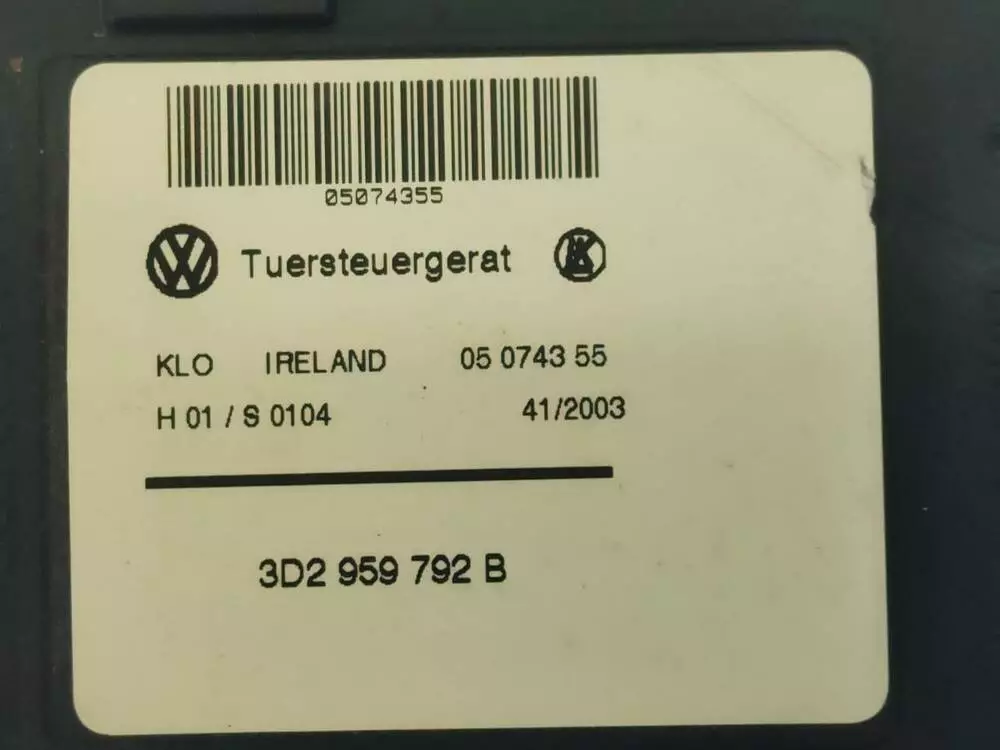 05074355
Tuersteuergerat
KLO IRELAND 05 0743 55
H 01 / S 0104 41/2003
3D2 959 792 B